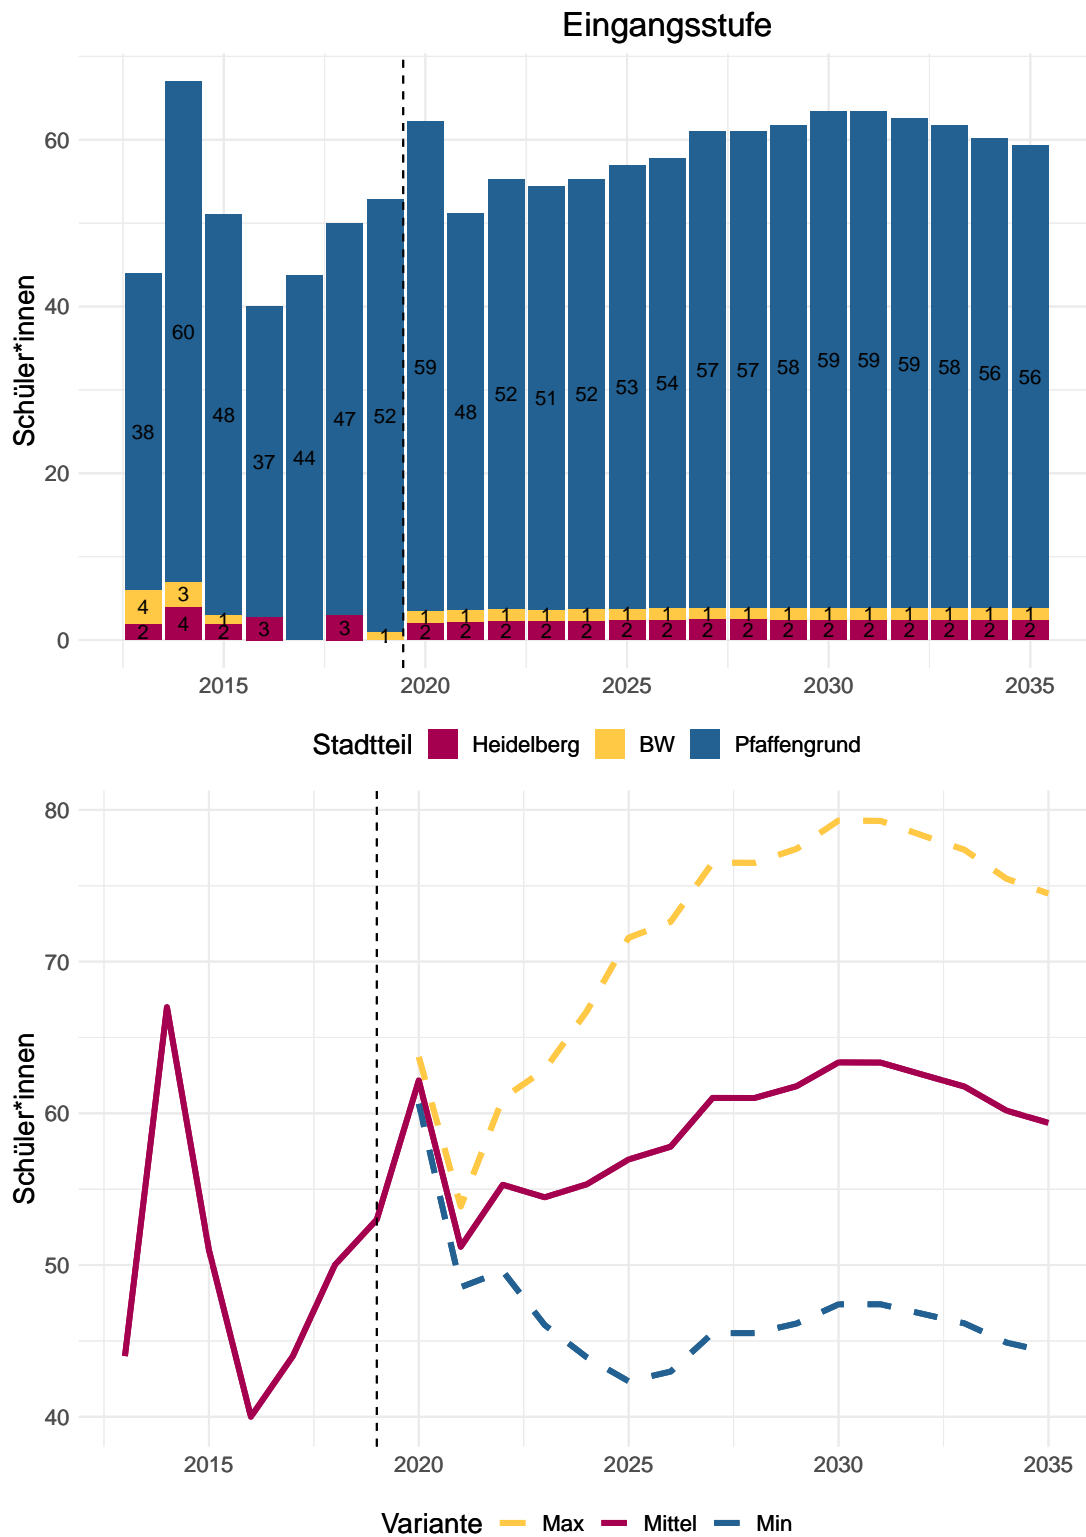 Eingangsstufe
Schüler*innen
60
40
20
0
38 60 48 37 44 47 52 59 48 52 51 52 53 54 57 57 58 59 59 59 58 56 56
4 3 1 1 1 1 1 1 1 1 1 1 1 1 1 1 1 1 1 1
2 4 2 3 3 2 2 2 2 2 2 2 2 2 2 2 2 2 2 2 2
2015 2020 2025 2030 2035
Stadtteil Heidelberg BW Pfaffengrund
Schüler*innen
80
70
60
50
40
2015 2020 2025 2030 2035
Variante Max Mittel Min